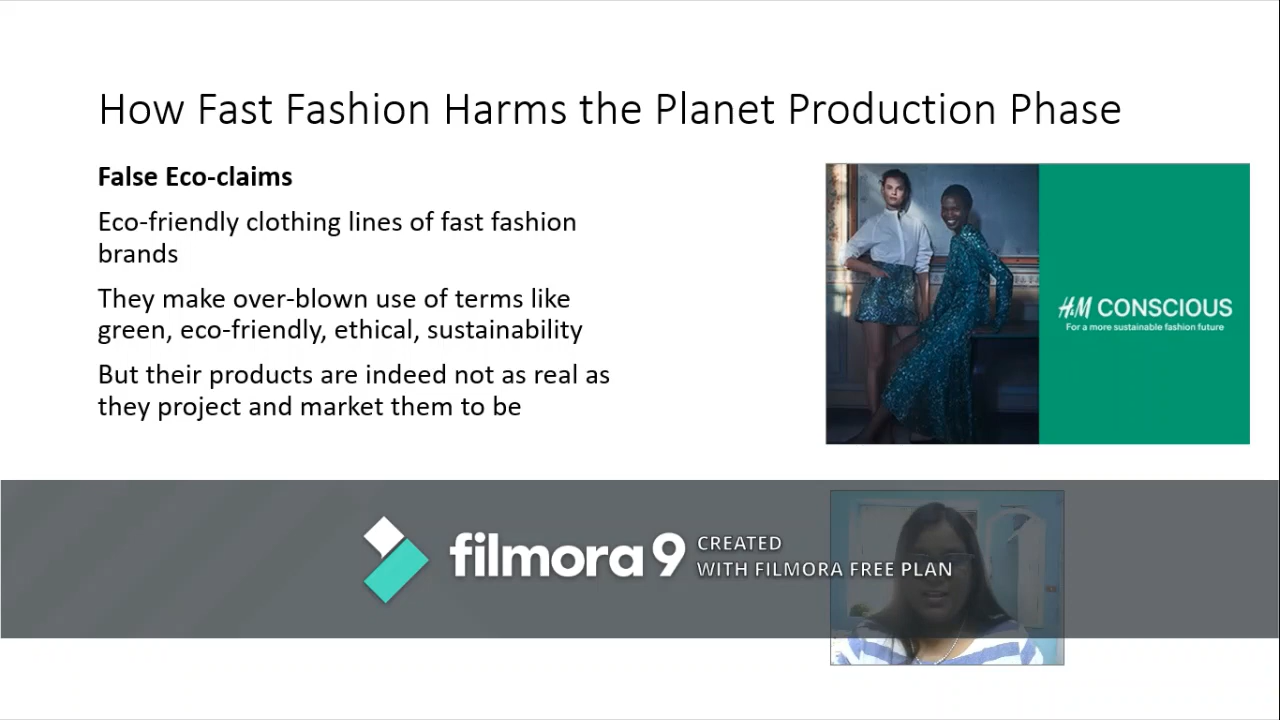 How Fast Fashion Harms the Planet Production Phase
False Eco-claims
Eco-friendly clothing lines of fast fashion
brands
They make over-blown use of terms like
green, eco-friendly, ethical, sustainability
But their products are indeed not as real as
they project and market them to be
H&M CONSCIOUS
For a more sustainable fashion future
filmora9
CREATED
WITH FILMORA FREE PLAN